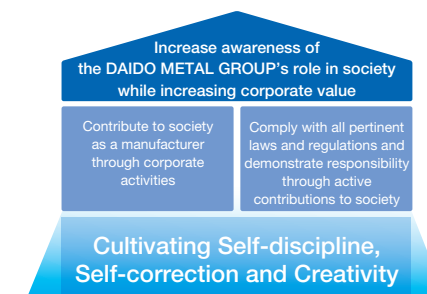 Increase awareness of
the DAIDO METAL GROUP's role in society
while increasing corporate value
Contribute to society
as a manufacturer
through corporate
activities
Comply with all pertinent
laws and regulations and
demonstrate responsibility
through active
contributions to society
Cultivating Self-discipline,
Self-correction and Creativity